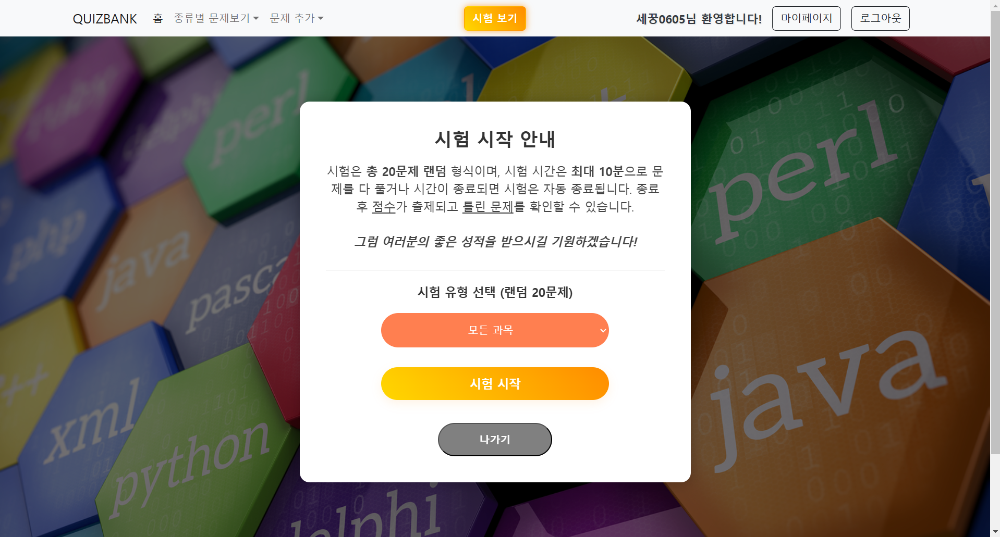 QUIZBANK 홈 종류별 문제보기 문제 추가 시험 보기 세꿍0605님 환영합니다! 마이페이지 로그아웃
perl
php
java
pasca
xml
python
delphi
perl
java
시험 시작 안내
시험은 총 20문제 랜덤 형식이며, 시험 시간은 최대 10분으로 문
제를 다 풀거나 시간이 종료되면 시험은 자동 종료됩니다. 종료
후 점수가 출제되고 틀린 문제를 확인할 수 있습니다.
그럼 여러분의 좋은 성적을 받으시길 기원하겠습니다!
시험 유형 선택 (랜덤 20문제)
모든 과목
시험 시작
나가기